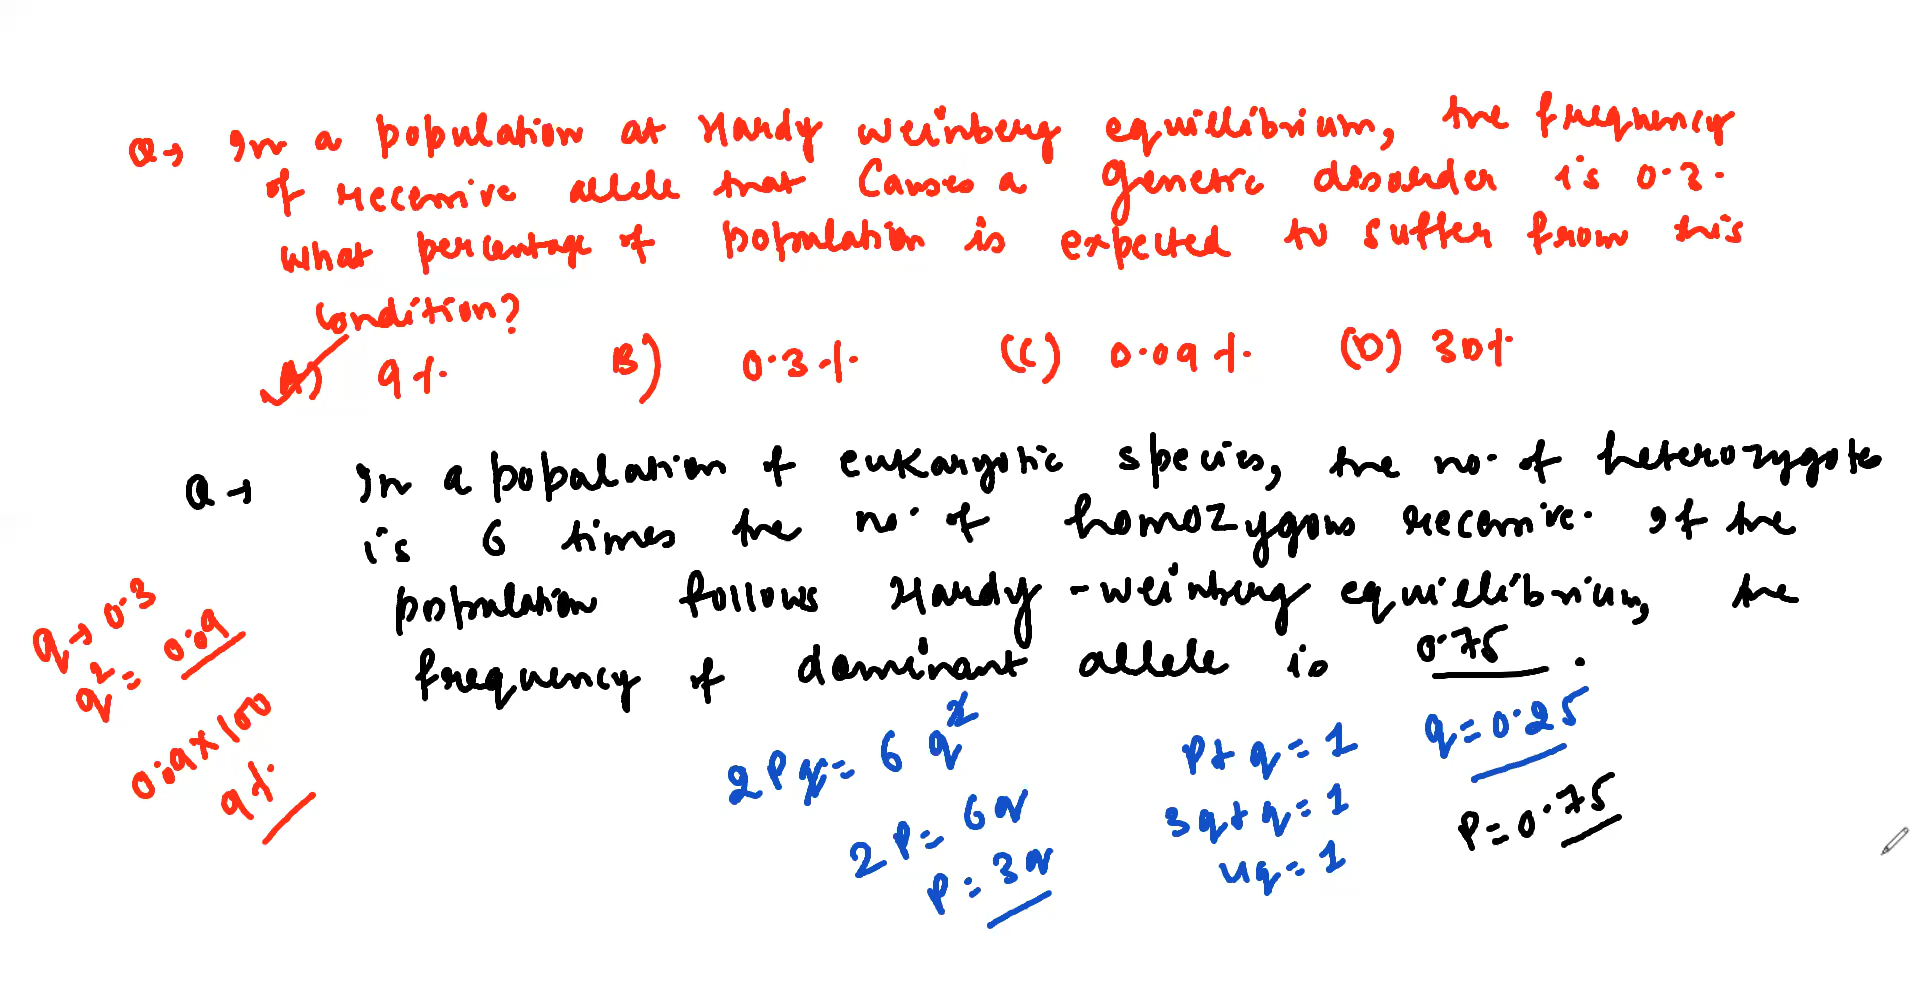 Q→ In a population at Hardy weinberg equillibrium, the frequency
of recessive allele that causes a genetic disorder is 0.3.
what percentage of population is expected to suffer from this
condition?
A) 9% B) 0.3% (C) 0.09% (D) 30%
Q→ In a population of eukaryotic species, the no. of heterozygotes
is 6 times the no. of homozygous recessive. If the
population follows Hardy-weinberg equillibrium, the
frequency of dominant allele is 0.75.
q→0.3
q²=0.09
0.09×100
9%
2pq=6q²
2p=6q
p=3q
p+q=1
3q+q=1
4q=1
q=0.25
p=0.75